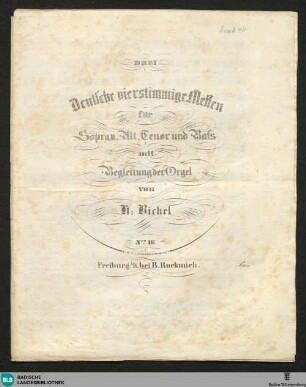 DREI
Deutsche vierstimmige Messen
für
Sopran, Alt, Tenor und Bass
mit
Begleitung der Orgel
von
H. Bickel
No. 16
Freiburg i/B. bei B. Ruckmich.
BLB
BADISCHE
LANDESBIBLIOTHEK